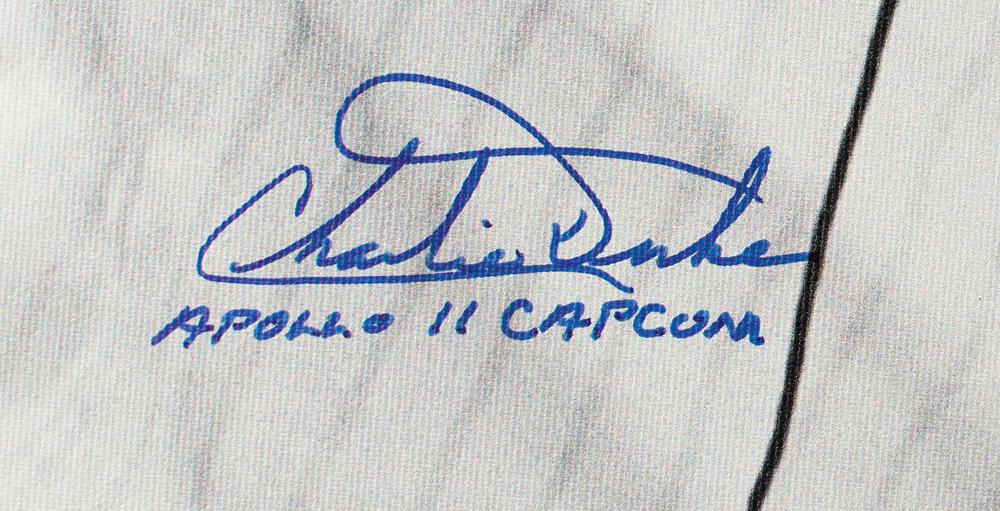 Charlie Duke
APOLLO 11 CAPCOM